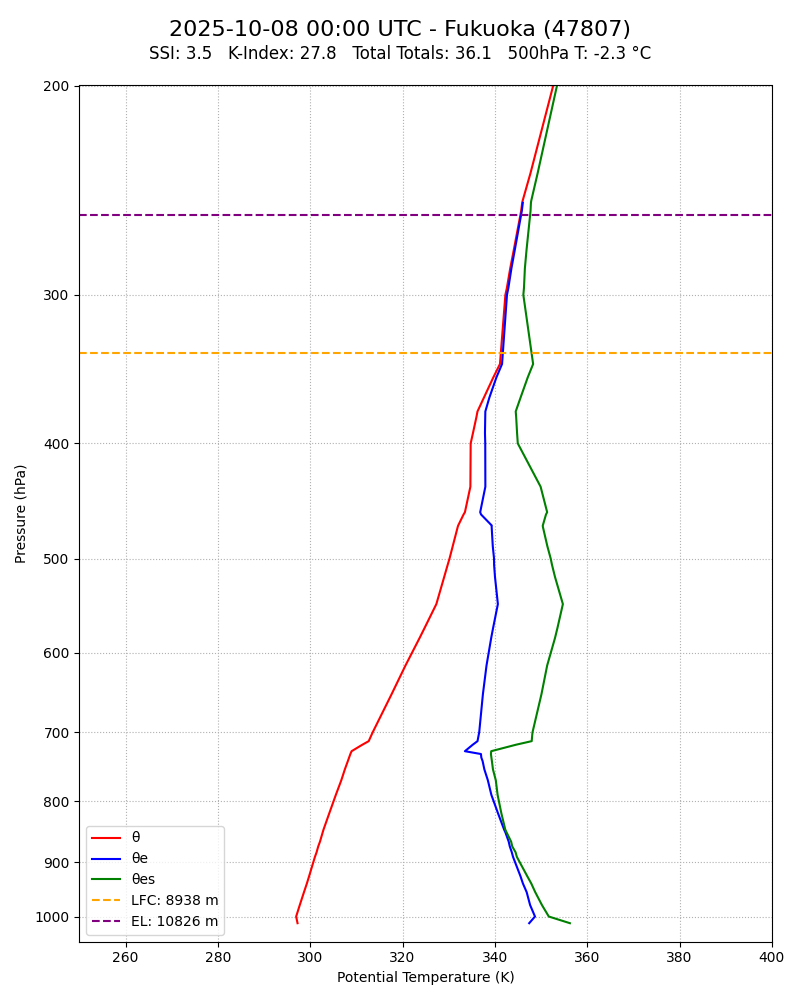 2025-10-08 00:00 UTC - Fukuoka (47807)
SSI: 3.5   K-Index: 27.8   Total Totals: 36.1   500hPa T: -2.3 °C
200
300
400
500
600
700
800
900
1000
Pressure (hPa)
θ
θe
θes
LFC: 8938 m
EL: 10826 m
260
280
300
320
340
360
380
400
Potential Temperature (K)